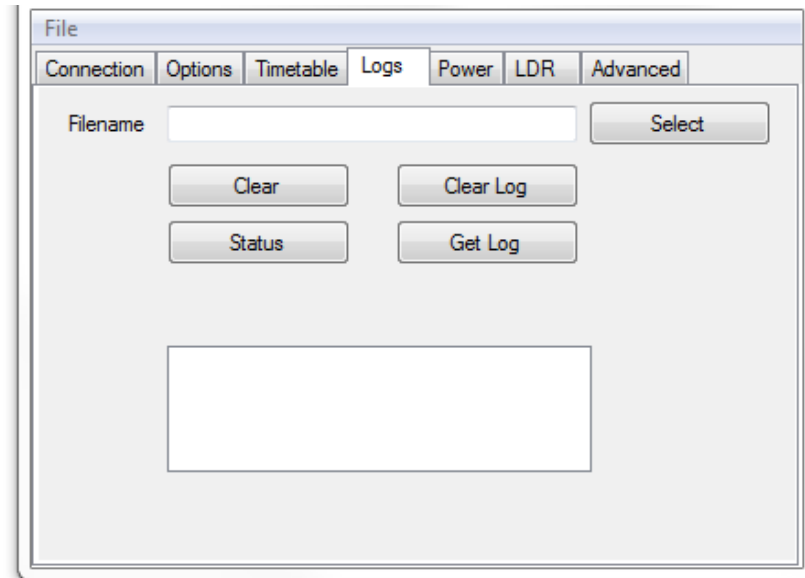 File
Connection Options Timetable Logs Power LDR Advanced
Filename Select
Clear Clear Log
Status Get Log